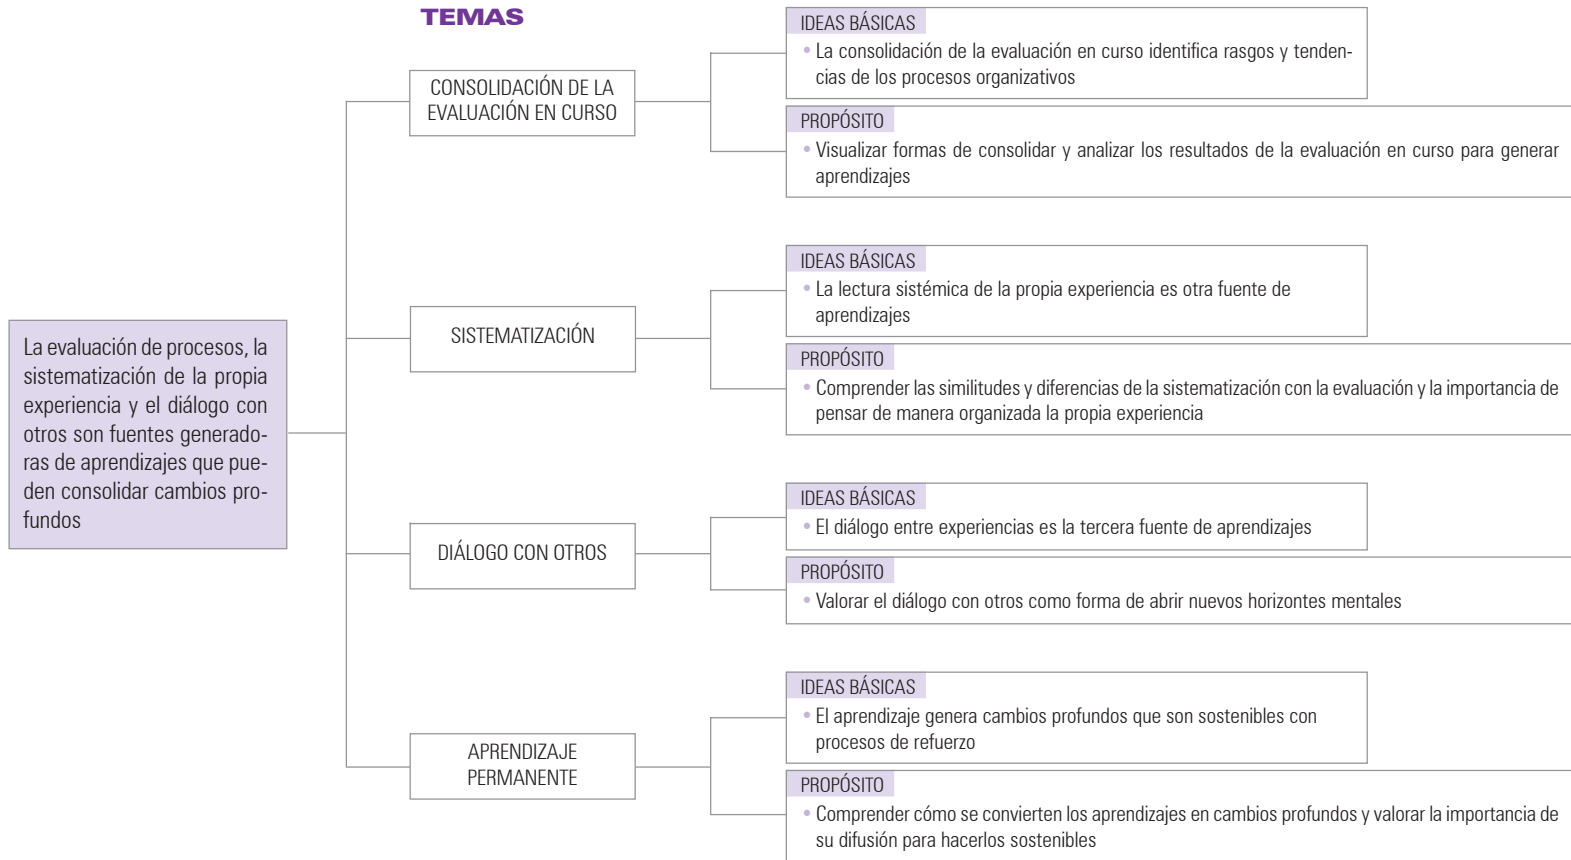 TEMAS
La evaluación de procesos, la
sistematización de la propia
experiencia y el diálogo con
otros son fuentes generado-
ras de aprendizajes que pue-
den consolidar cambios pro-
fundos
CONSOLIDACIÓN DE LA
EVALUACIÓN EN CURSO
IDEAS BÁSICAS
• La consolidación de la evaluación en curso identifica rasgos y tenden-
cias de los procesos organizativos
PROPÓSITO
• Visualizar formas de consolidar y analizar los resultados de la evaluación en curso para generar
aprendizajes
SISTEMATIZACIÓN
IDEAS BÁSICAS
• La lectura sistémica de la propia experiencia es otra fuente de
aprendizajes
PROPÓSITO
• Comprender las similitudes y diferencias de la sistematización con la evaluación y la importancia de
pensar de manera organizada la propia experiencia
DIÁLOGO CON OTROS
IDEAS BÁSICAS
• El diálogo entre experiencias es la tercera fuente de aprendizajes
PROPÓSITO
• Valorar el diálogo con otros como forma de abrir nuevos horizontes mentales
APRENDIZAJE
PERMANENTE
IDEAS BÁSICAS
• El aprendizaje genera cambios profundos que son sostenibles con
procesos de refuerzo
PROPÓSITO
• Comprender cómo se convierten los aprendizajes en cambios profundos y valorar la importancia de
su difusión para hacerlos sostenibles